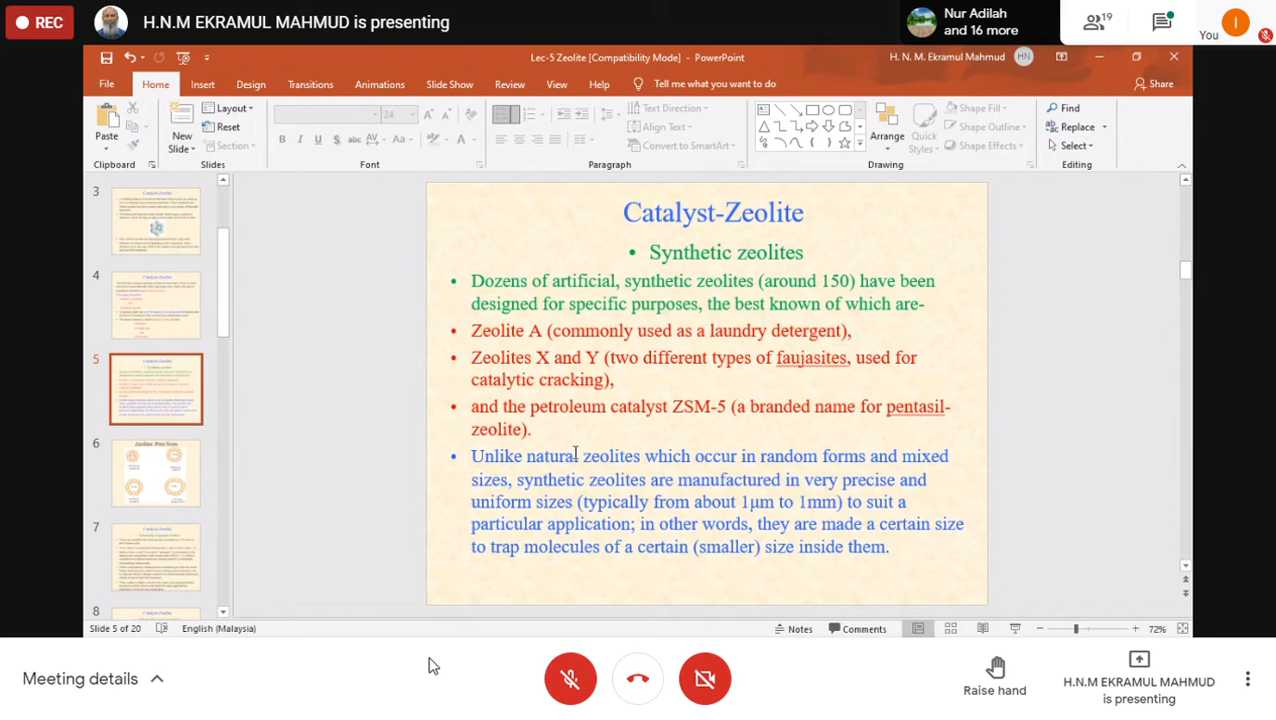 REC
H.N.M EKRAMUL MAHMUD is presenting
Nur Adilah
and 16 more
19
You
I
Lec-5 Zeolite [Compatibility Mode] - PowerPoint
H. N. M. Ekramul Mahmud
HN
File Home Insert Design Transitions Animations Slide Show Review View Help Tell me what you want to do
Share
Paste
Clipboard
New
Slide
Layout
Reset
Section
Slides
24
Font
Paragraph
Text Direction
Align Text
Convert to SmartArt
Arrange
Quick
Styles
Shape Fill
Shape Outline
Shape Effects
Drawing
Find
Replace
Select
Editing
3
4
5
6
7
8
Catalyst-Zeolite
• Synthetic zeolites
• Dozens of artificial, synthetic zeolites (around 150) have been
designed for specific purposes, the best known of which are-
• Zeolite A (commonly used as a laundry detergent),
• Zeolites X and Y (two different types of faujasites, used for
catalytic cracking),
• and the petroleum catalyst ZSM-5 (a branded name for pentasil-
zeolite).
• Unlike natural zeolites which occur in random forms and mixed
sizes, synthetic zeolites are manufactured in very precise and
uniform sizes (typically from about 1μm to 1mm) to suit a
particular application; in other words, they are made a certain size
to trap molecules of a certain (smaller) size inside them.
Slide 5 of 20
English (Malaysia)
Notes
Comments
72%
Meeting details
Raise hand
H.N.M EKRAMUL MAHMUD
is presenting